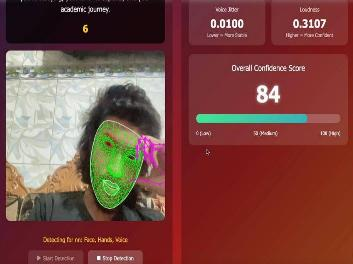 academic journey.
6
Detecting for nre Face, Hands, Voice
▶ Start Detection
■ Stop Detection
Voice Jitter
0.0100
Lower = More Stable
Loudness
0.3107
Higher = More Confident
Overall Confidence Score
84
0 (Low)
50 (Medium)
100 (High)